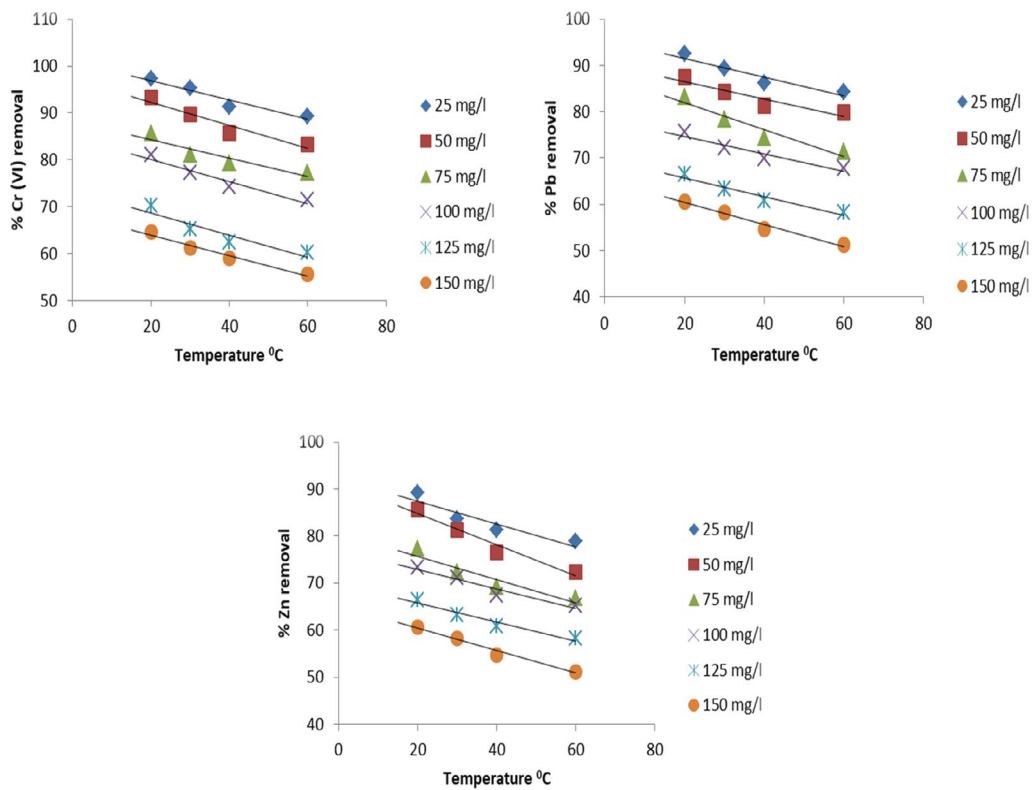 110
100
90
80
70
60
50
0 20 40 60 80
% Cr (VI) removal
Temperature ⁰C
25 mg/l
50 mg/l
75 mg/l
100 mg/l
125 mg/l
150 mg/l
100
90
80
70
60
50
40
0 20 40 60 80
% Pb removal
Temperature ⁰C
25 mg/l
50 mg/l
75 mg/l
100 mg/l
125 mg/l
150 mg/l
100
90
80
70
60
50
40
0 20 40 60 80
% Zn removal
Temperature ⁰C
25 mg/l
50 mg/l
75 mg/l
100 mg/l
125 mg/l
150 mg/l